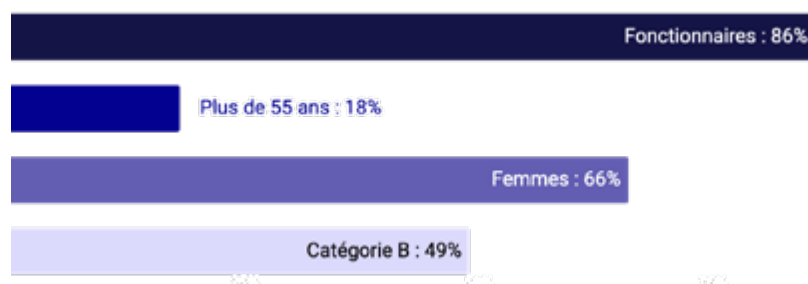 Fonctionnaires : 86%
Plus de 55 ans : 18%
Femmes : 66%
Catégorie B : 49%